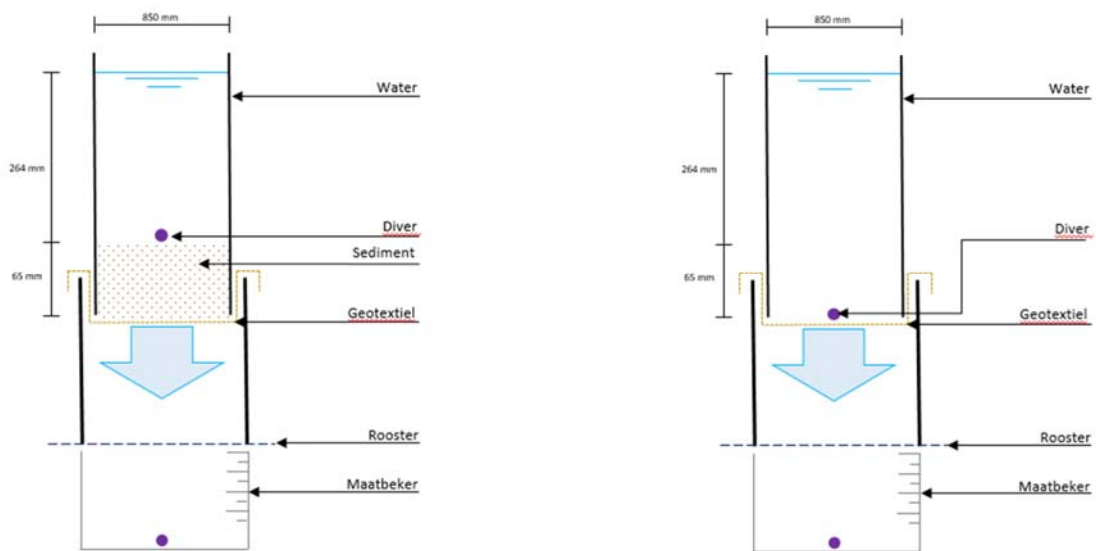 850 mm
Water
264 mm
Diver
Sediment
65 mm
Geotextiel
Rooster
Maatbeker
850 mm
Water
264 mm
Diver
65 mm
Geotextiel
Rooster
Maatbeker